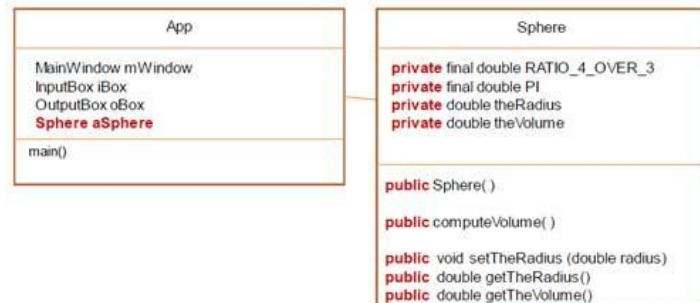 App
MainWindow mWindow
InputBox iBox
OutputBox oBox
Sphere aSphere
main()
Sphere
private final double RATIO_4_OVER_3
private final double PI
private double theRadius
private double theVolume
public Sphere( )
public computeVolume( )
public void setTheRadius (double radius)
public double getTheRadius()
public double getTheVolume()